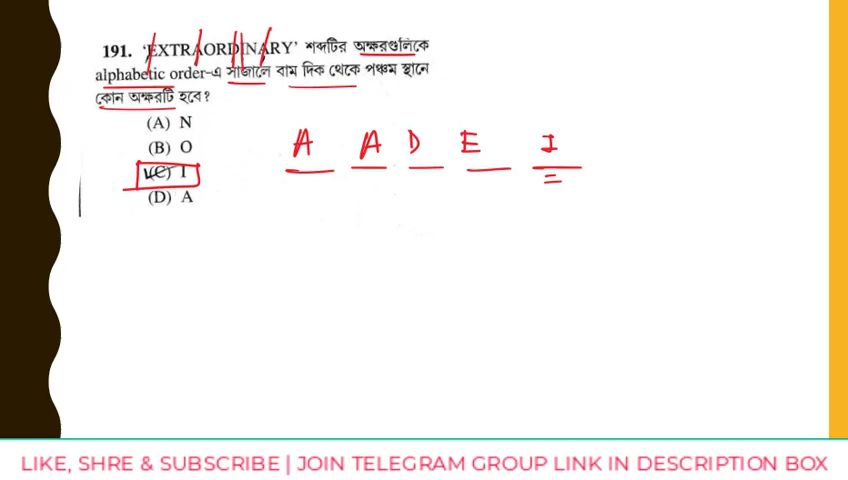 191. 'EXTRAORDINARY' শব্দটির অক্ষরগুলিকে
alphabetic order-এ সাজালে বাম দিক থেকে পঞ্চম স্থানে
কোন অক্ষরটি হবে?
(A) N
(B) O
(C) I
(D) A
A A D E I
LIKE, SHRE & SUBSCRIBE | JOIN TELEGRAM GROUP LINK IN DESCRIPTION BOX